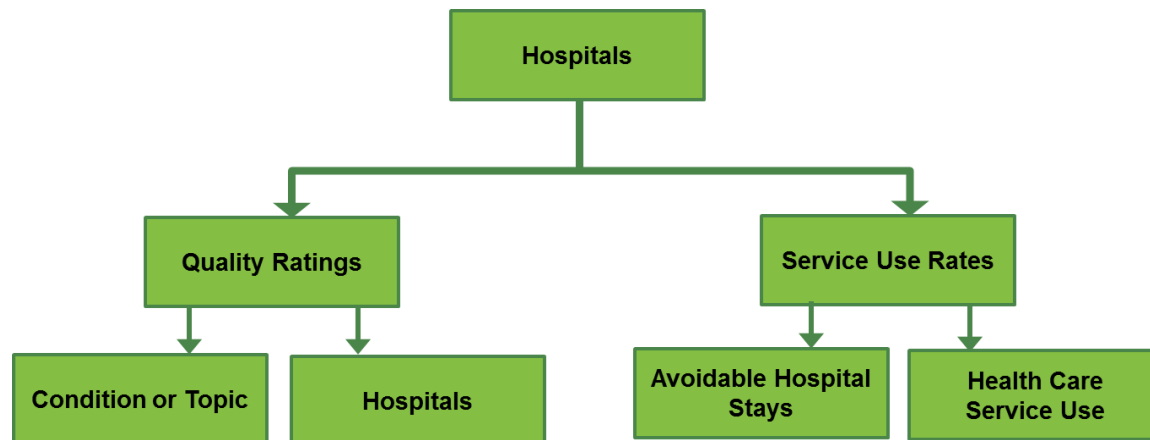 Hospitals
Quality Ratings
Service Use Rates
Condition or Topic
Hospitals
Avoidable Hospital
Stays
Health Care
Service Use